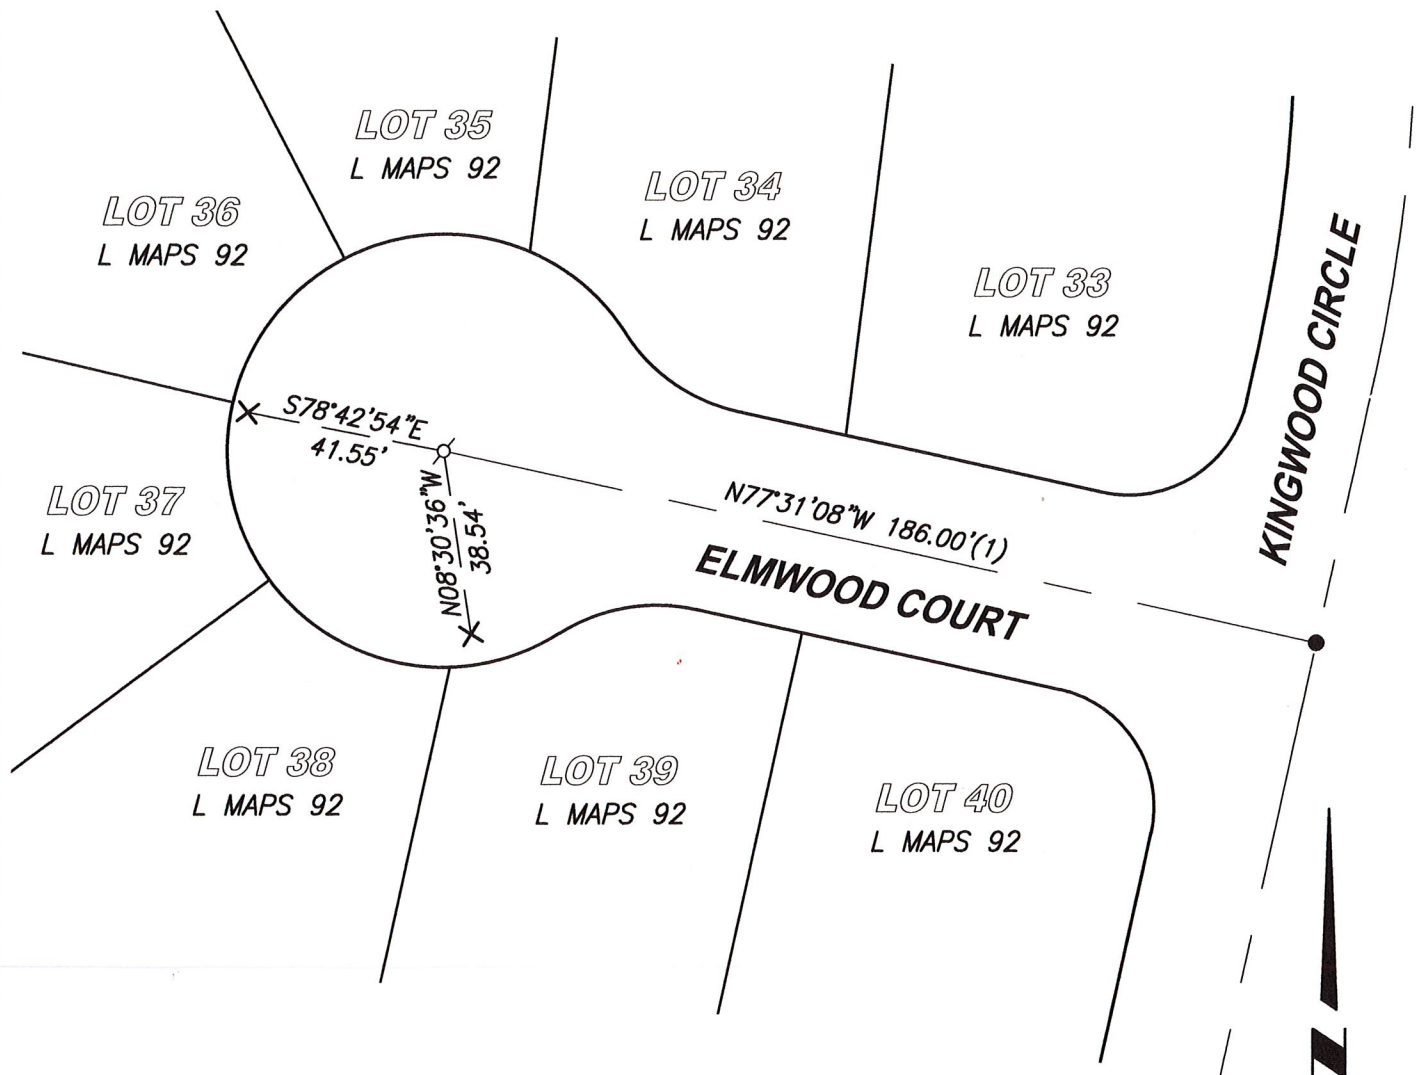 LOT 35
L MAPS 92
LOT 34
L MAPS 92
LOT 36
L MAPS 92
LOT 33
L MAPS 92
KINGWOOD CIRCLE
S78°42'54"E
41.55'
N08°30'36"W
38.54'
N77°31'08"W 186.00'(1)
ELMWOOD COURT
LOT 37
L MAPS 92
LOT 38
L MAPS 92
LOT 39
L MAPS 92
LOT 40
L MAPS 92